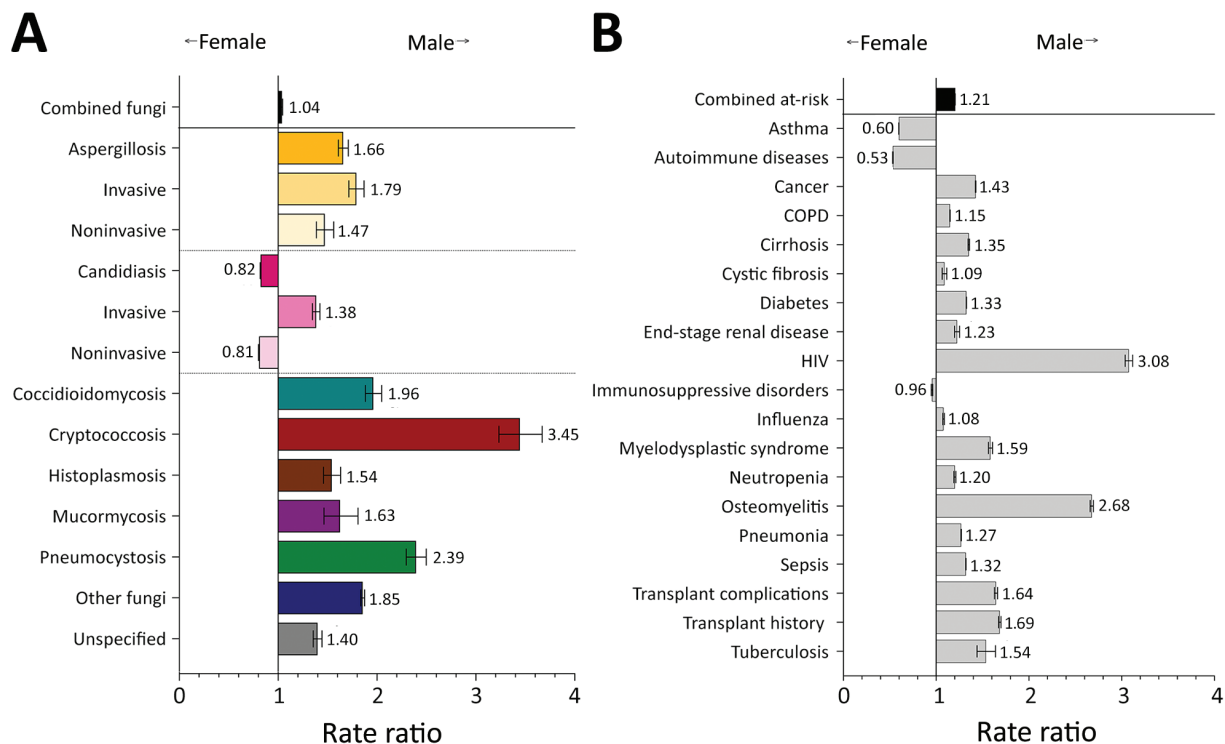 A
←Female Male→
Combined fungi 1.04
Aspergillosis 1.66
Invasive 1.79
Noninvasive 1.47
Candidiasis 0.82
Invasive 1.38
Noninvasive 0.81
Coccidioidomycosis 1.96
Cryptococcosis 3.45
Histoplasmosis 1.54
Mucormycosis 1.63
Pneumocystosis 2.39
Other fungi 1.85
Unspecified 1.40
0 1 2 3 4
Rate ratio
B
←Female Male→
Combined at-risk 1.21
Asthma 0.60
Autoimmune diseases 0.53
Cancer 1.43
COPD 1.15
Cirrhosis 1.35
Cystic fibrosis 1.09
Diabetes 1.33
End-stage renal disease 1.23
HIV 3.08
Immunosuppressive disorders 0.96
Influenza 1.08
Myelodysplastic syndrome 1.59
Neutropenia 1.20
Osteomyelitis 2.68
Pneumonia 1.27
Sepsis 1.32
Transplant complications 1.64
Transplant history 1.69
Tuberculosis 1.54
0 1 2 3 4
Rate ratio